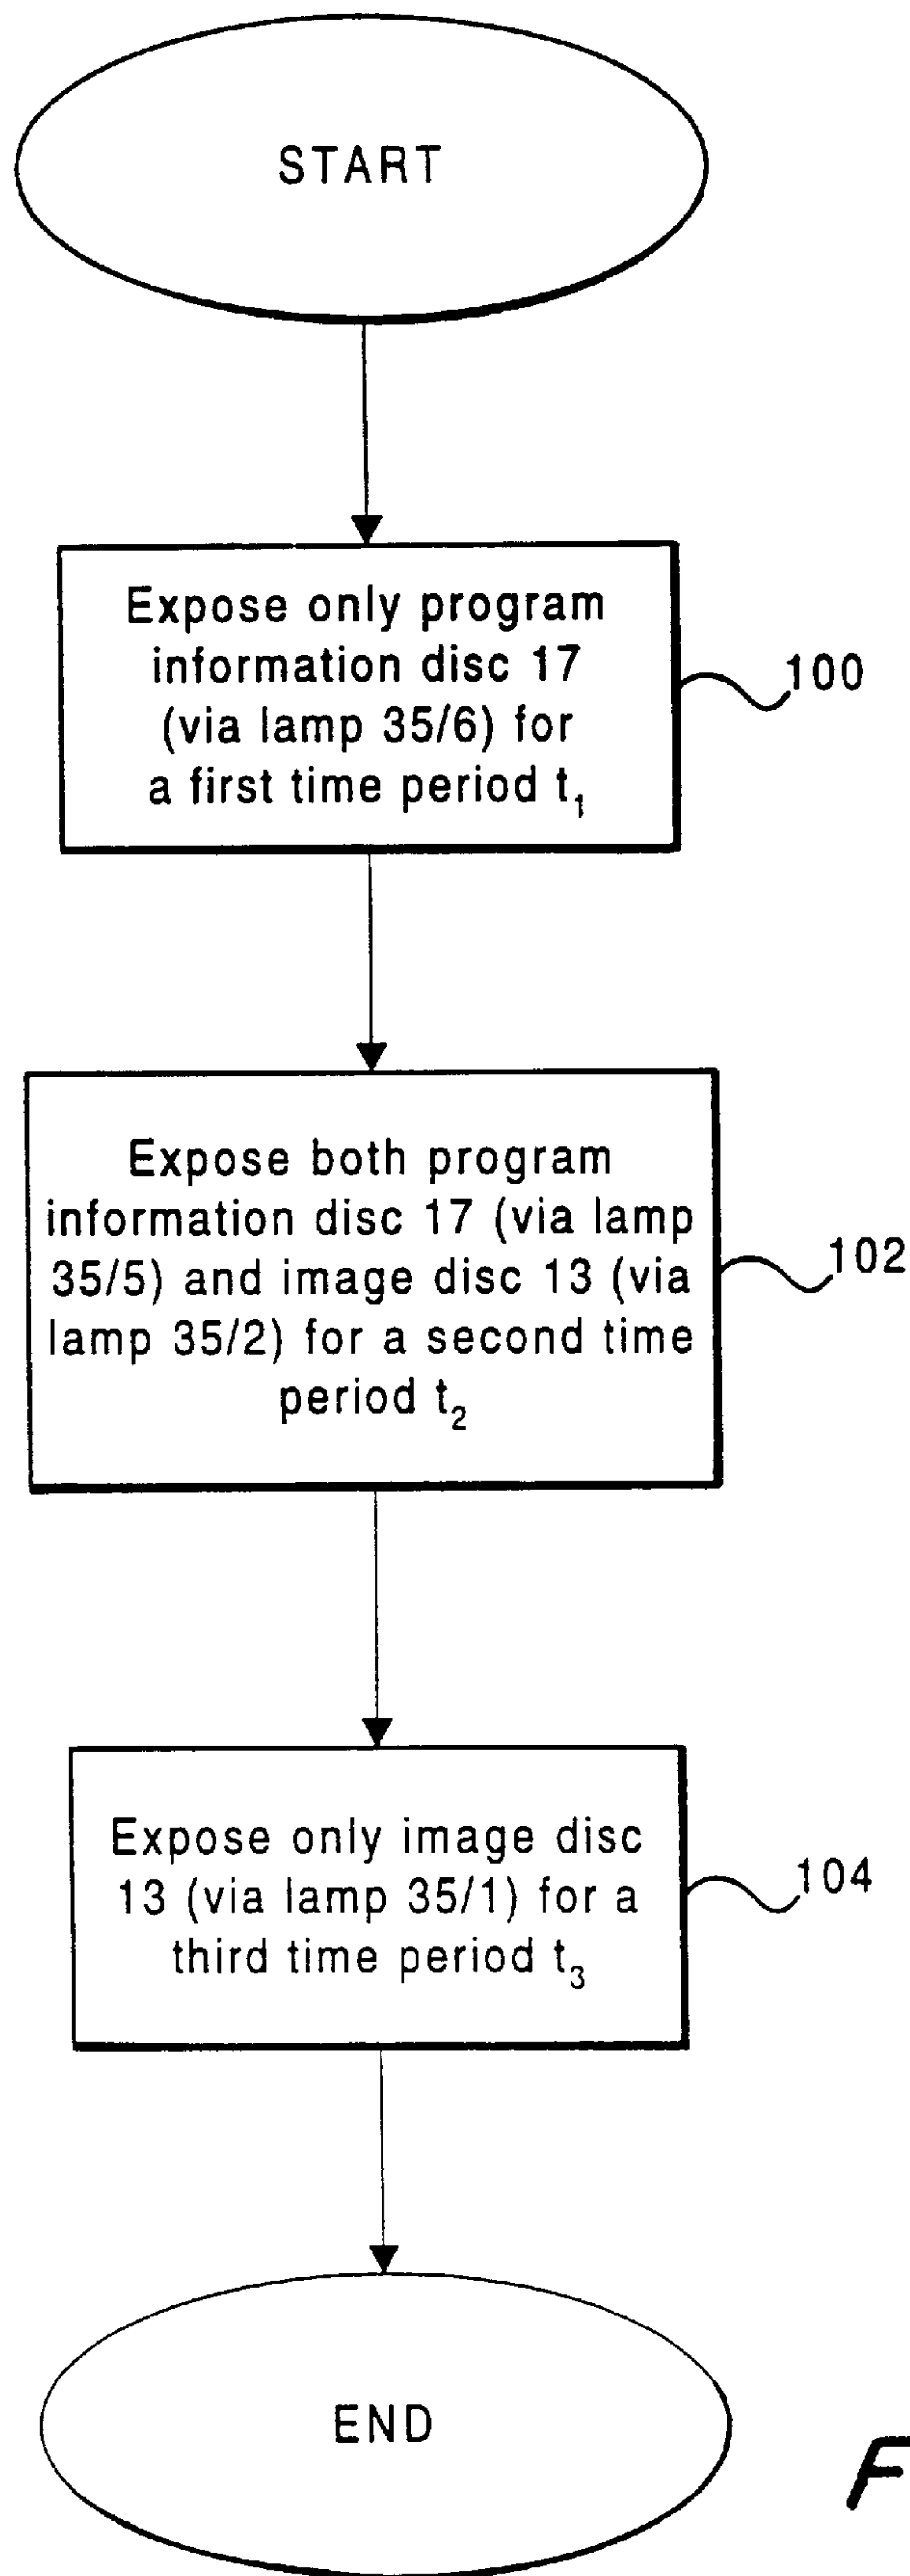 START
Expose only program
information disc 17
(via lamp 35/6) for
a first time period t₁
100
Expose both program
information disc 17 (via lamp
35/5) and image disc 13 (via
lamp 35/2) for a second time
period t₂
102
Expose only image disc
13 (via lamp 35/1) for a
third time period t₃
104
END
F